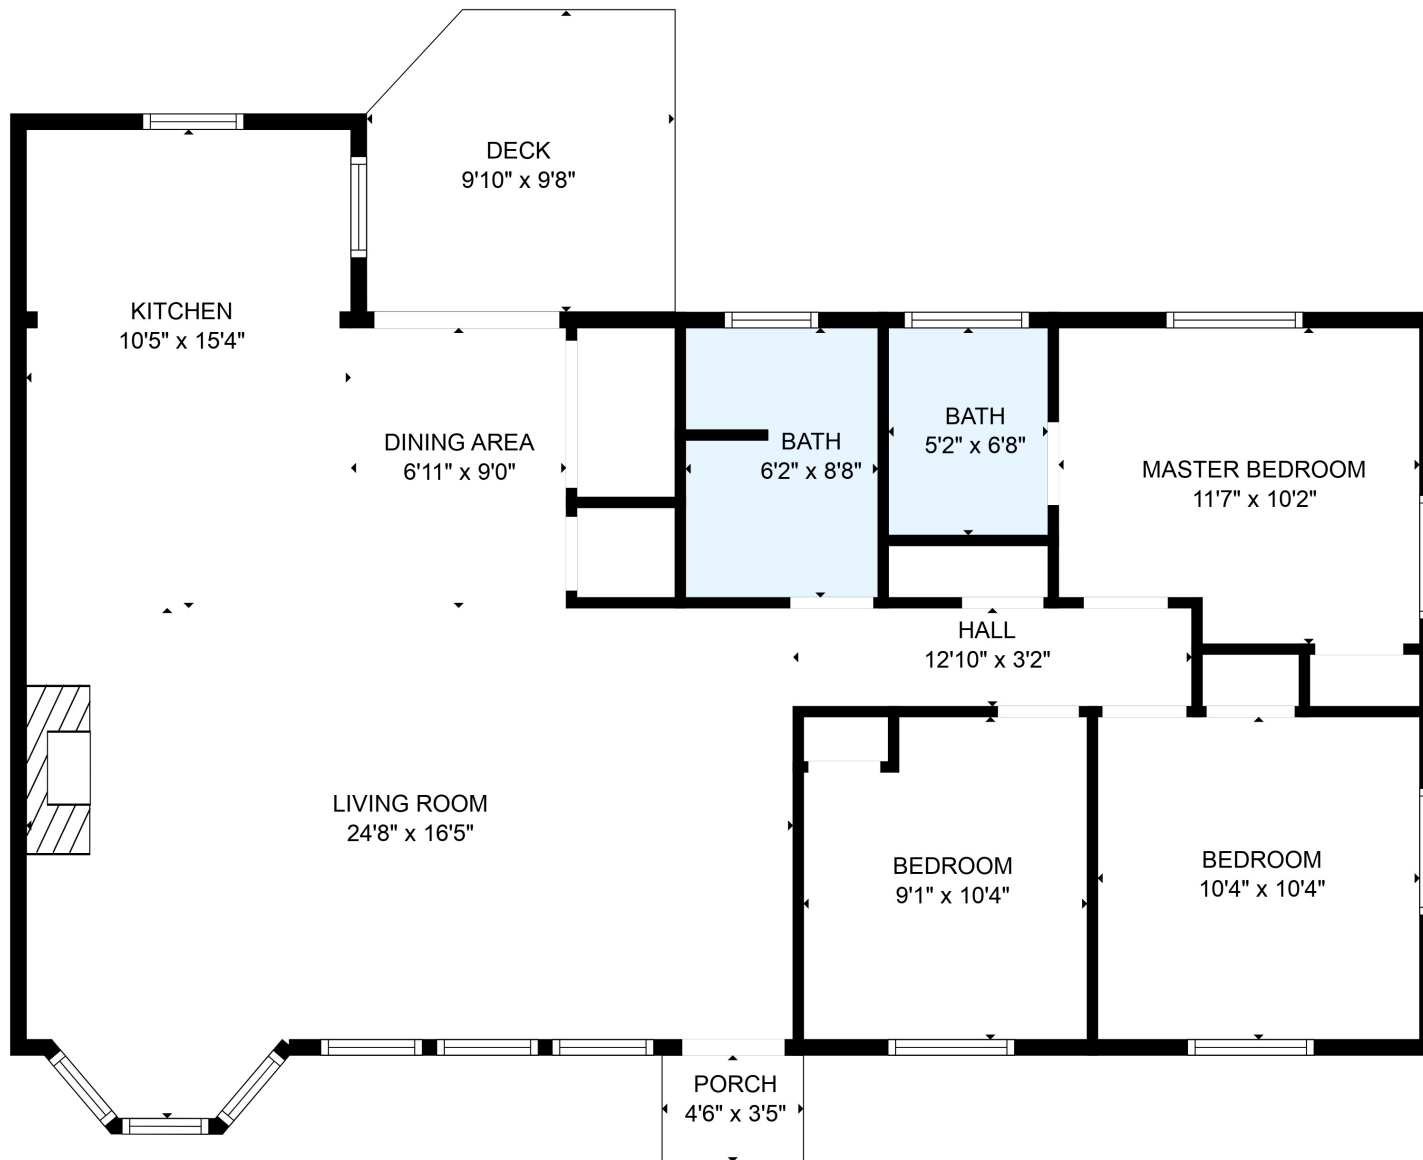 DECK
9'10" x 9'8"
KITCHEN
10'5" x 15'4"
DINING AREA
6'11" x 9'0"
BATH
6'2" x 8'8"
BATH
5'2" x 6'8"
MASTER BEDROOM
11'7" x 10'2"
HALL
12'10" x 3'2"
LIVING ROOM
24'8" x 16'5"
BEDROOM
9'1" x 10'4"
BEDROOM
10'4" x 10'4"
PORCH
4'6" x 3'5"